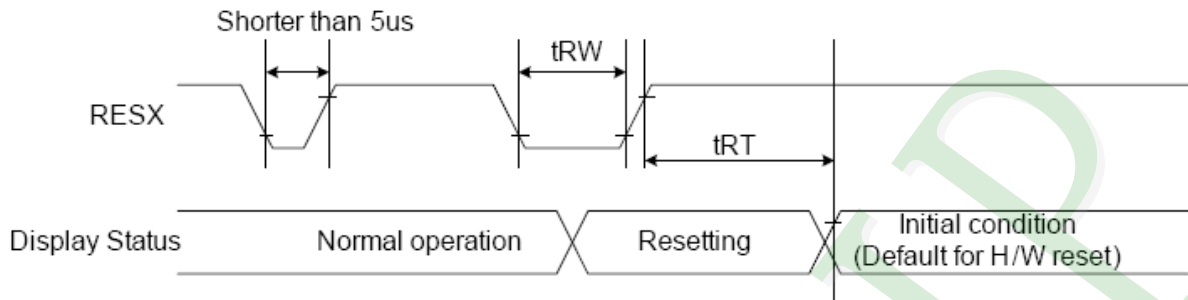 Shorter than 5us
tRW
RESX
tRT
Display Status
Normal operation
Resetting
Initial condition
(Default for H/W reset)